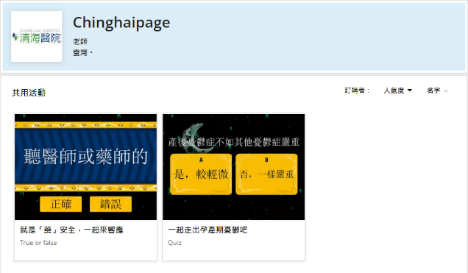 清海醫院
Chinghaipage
老師
臺灣。
共用活動
訂購者：
人氣度
名字
聽醫師或藥師的
正確
錯誤
就是「藥」安全，一起來響應
True or false
產後憂鬱症不如其他憂鬱症嚴重
A
是，較輕微
B
否，一樣嚴重
一起走出孕產期憂鬱吧
Quiz